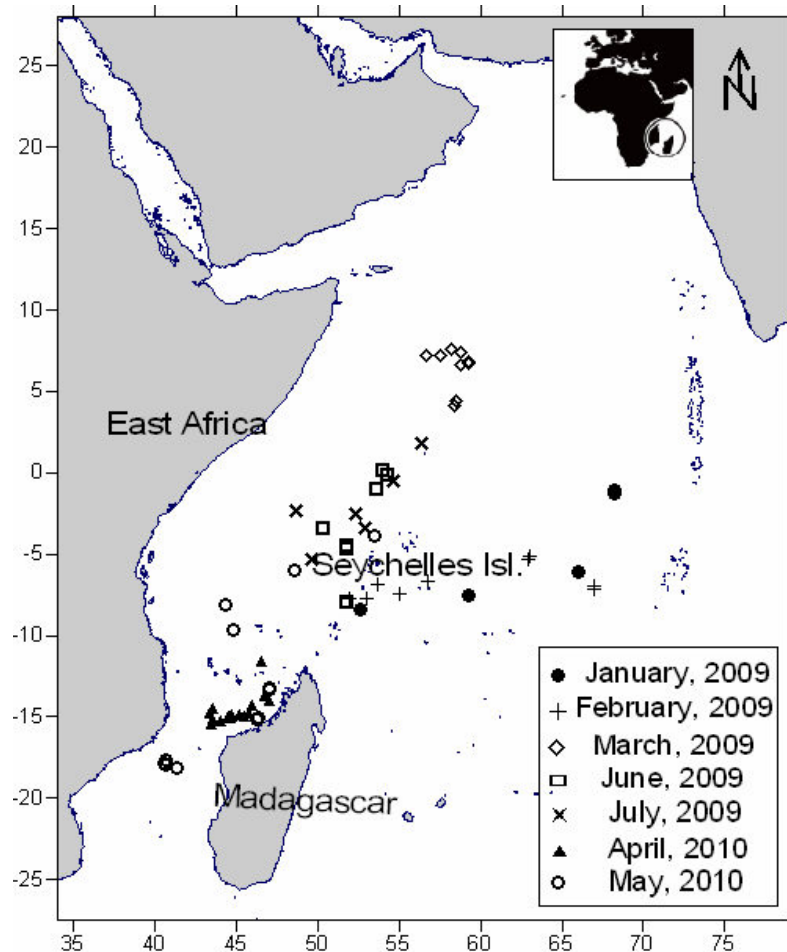 25
20
15
10
5
0
-5
-10
-15
-20
-25
N
East Africa
Seychelles Isl.
Madagascar
January, 2009
February, 2009
March, 2009
June, 2009
July, 2009
April, 2010
May, 2010
35 40 45 50 55 60 65 70 75